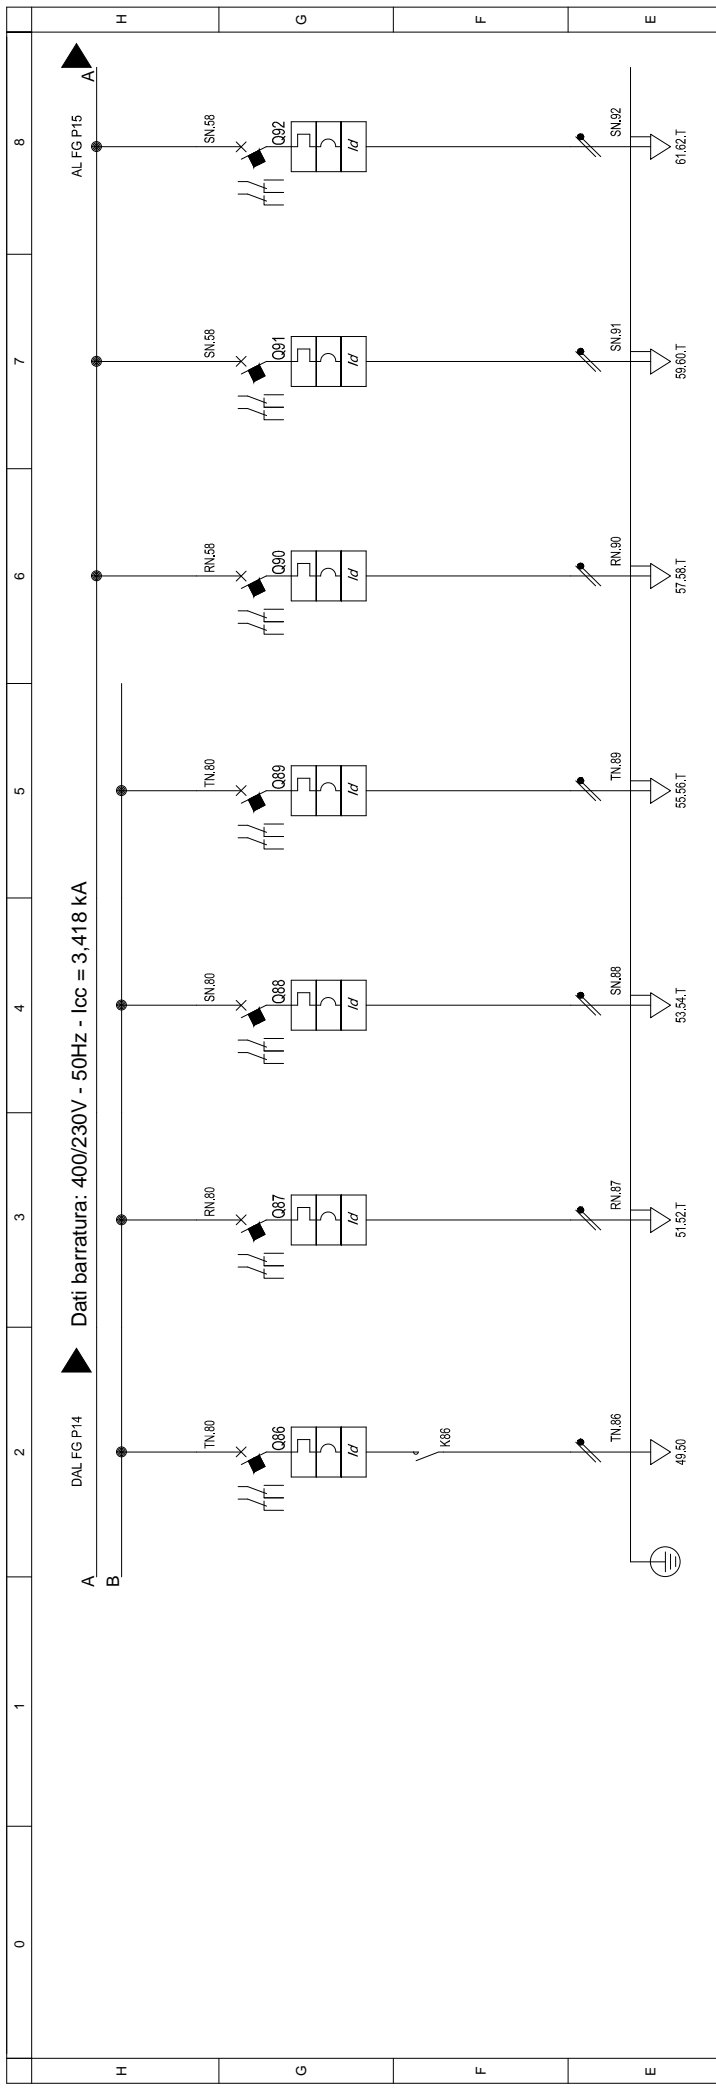 H
G
F
E
8
7
6
5
4
3
2
1
0
DAL FG P14
AL FG P15
A
A
B
Dati barratura: 400/230V - 50Hz - Icc = 3,418 kA
TN.80
RN.80
SN.80
TN.80
RN.58
SN.58
SN.58
Q86
Q87
Q88
Q89
Q90
Q91
Q92
Id
Id
Id
Id
Id
Id
Id
K86
TN.86
RN.87
SN.88
TN.89
RN.90
SN.91
SN.92
49.50
51.52.T
53.54.T
55.56.T
57.58.T
59.60.T
61.62.T
H
G
F
E